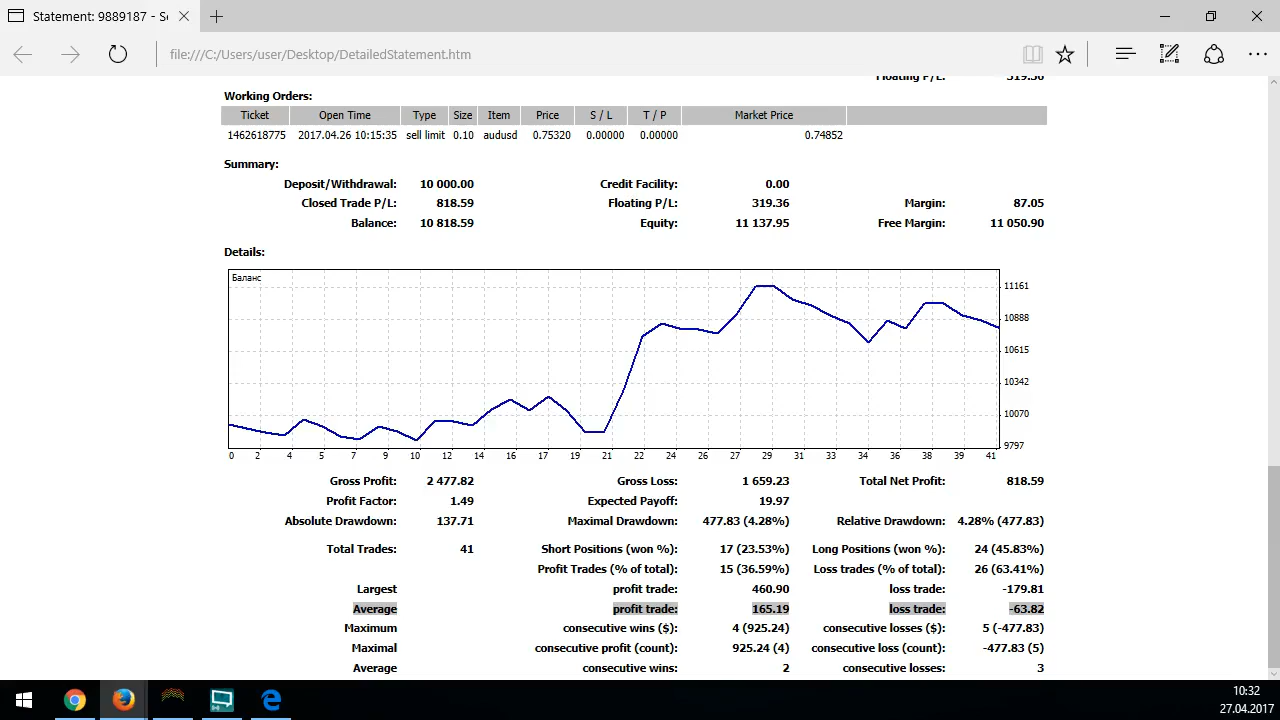 Statement: 9889187 - Se
file:///C:/Users/user/Desktop/DetailedStatement.htm
Floating P/L: 319.36
Working Orders:
Ticket Open Time Type Size Item Price S / L T / P Market Price
1462618775 2017.04.26 10:15:35 sell limit 0.10 audusd 0.75320 0.00000 0.00000 0.74852
Summary:
Deposit/Withdrawal: 10 000.00 Credit Facility: 0.00
Closed Trade P/L: 818.59 Floating P/L: 319.36 Margin: 87.05
Balance: 10 818.59 Equity: 11 137.95 Free Margin: 11 050.90
Details:
Баланс
11161
10888
10615
10342
10070
9797
0 2 4 5 7 9 10 12 14 16 17 19 21 22 24 26 27 29 31 33 34 36 38 39 41
Gross Profit: 2 477.82 Gross Loss: 1 659.23 Total Net Profit: 818.59
Profit Factor: 1.49 Expected Payoff: 19.97
Absolute Drawdown: 137.71 Maximal Drawdown: 477.83 (4.28%) Relative Drawdown: 4.28% (477.83)
Total Trades: 41 Short Positions (won %): 17 (23.53%) Long Positions (won %): 24 (45.83%)
Profit Trades (% of total): 15 (36.59%) Loss trades (% of total): 26 (63.41%)
Largest profit trade: 460.90 loss trade: -179.81
Average profit trade: 165.19 loss trade: -63.82
Maximum consecutive wins ($): 4 (925.24) consecutive losses ($): 5 (-477.83)
Maximal consecutive profit (count): 925.24 (4) consecutive loss (count): -477.83 (5)
Average consecutive wins: 2 consecutive losses: 3
10:32
27.04.2017